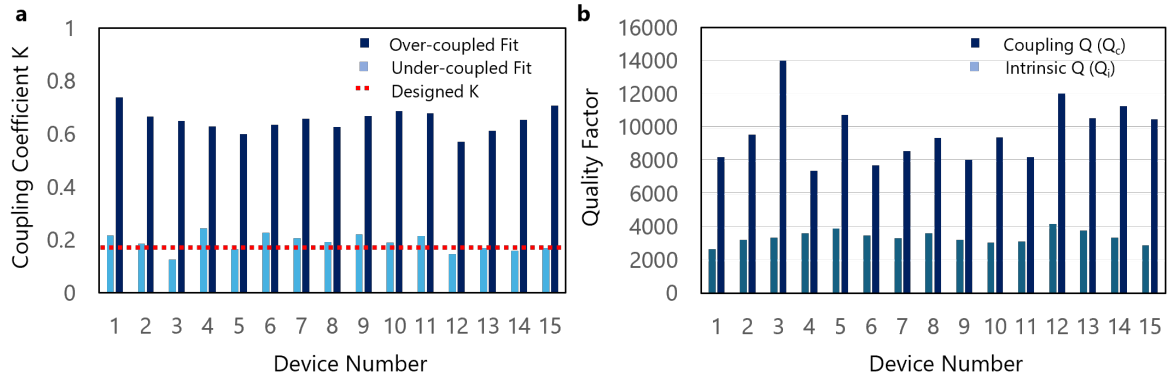 a
1
0.8
0.6
0.4
0.2
0
Coupling Coefficient K
Over-coupled Fit
Under-coupled Fit
Designed K
1 2 3 4 5 6 7 8 9 10 11 12 13 14 15
Device Number
b
16000
14000
12000
10000
8000
6000
4000
2000
0
Quality Factor
Coupling Q (Qc)
Intrinsic Q (Qi)
1 2 3 4 5 6 7 8 9 10 11 12 13 14 15
Device Number